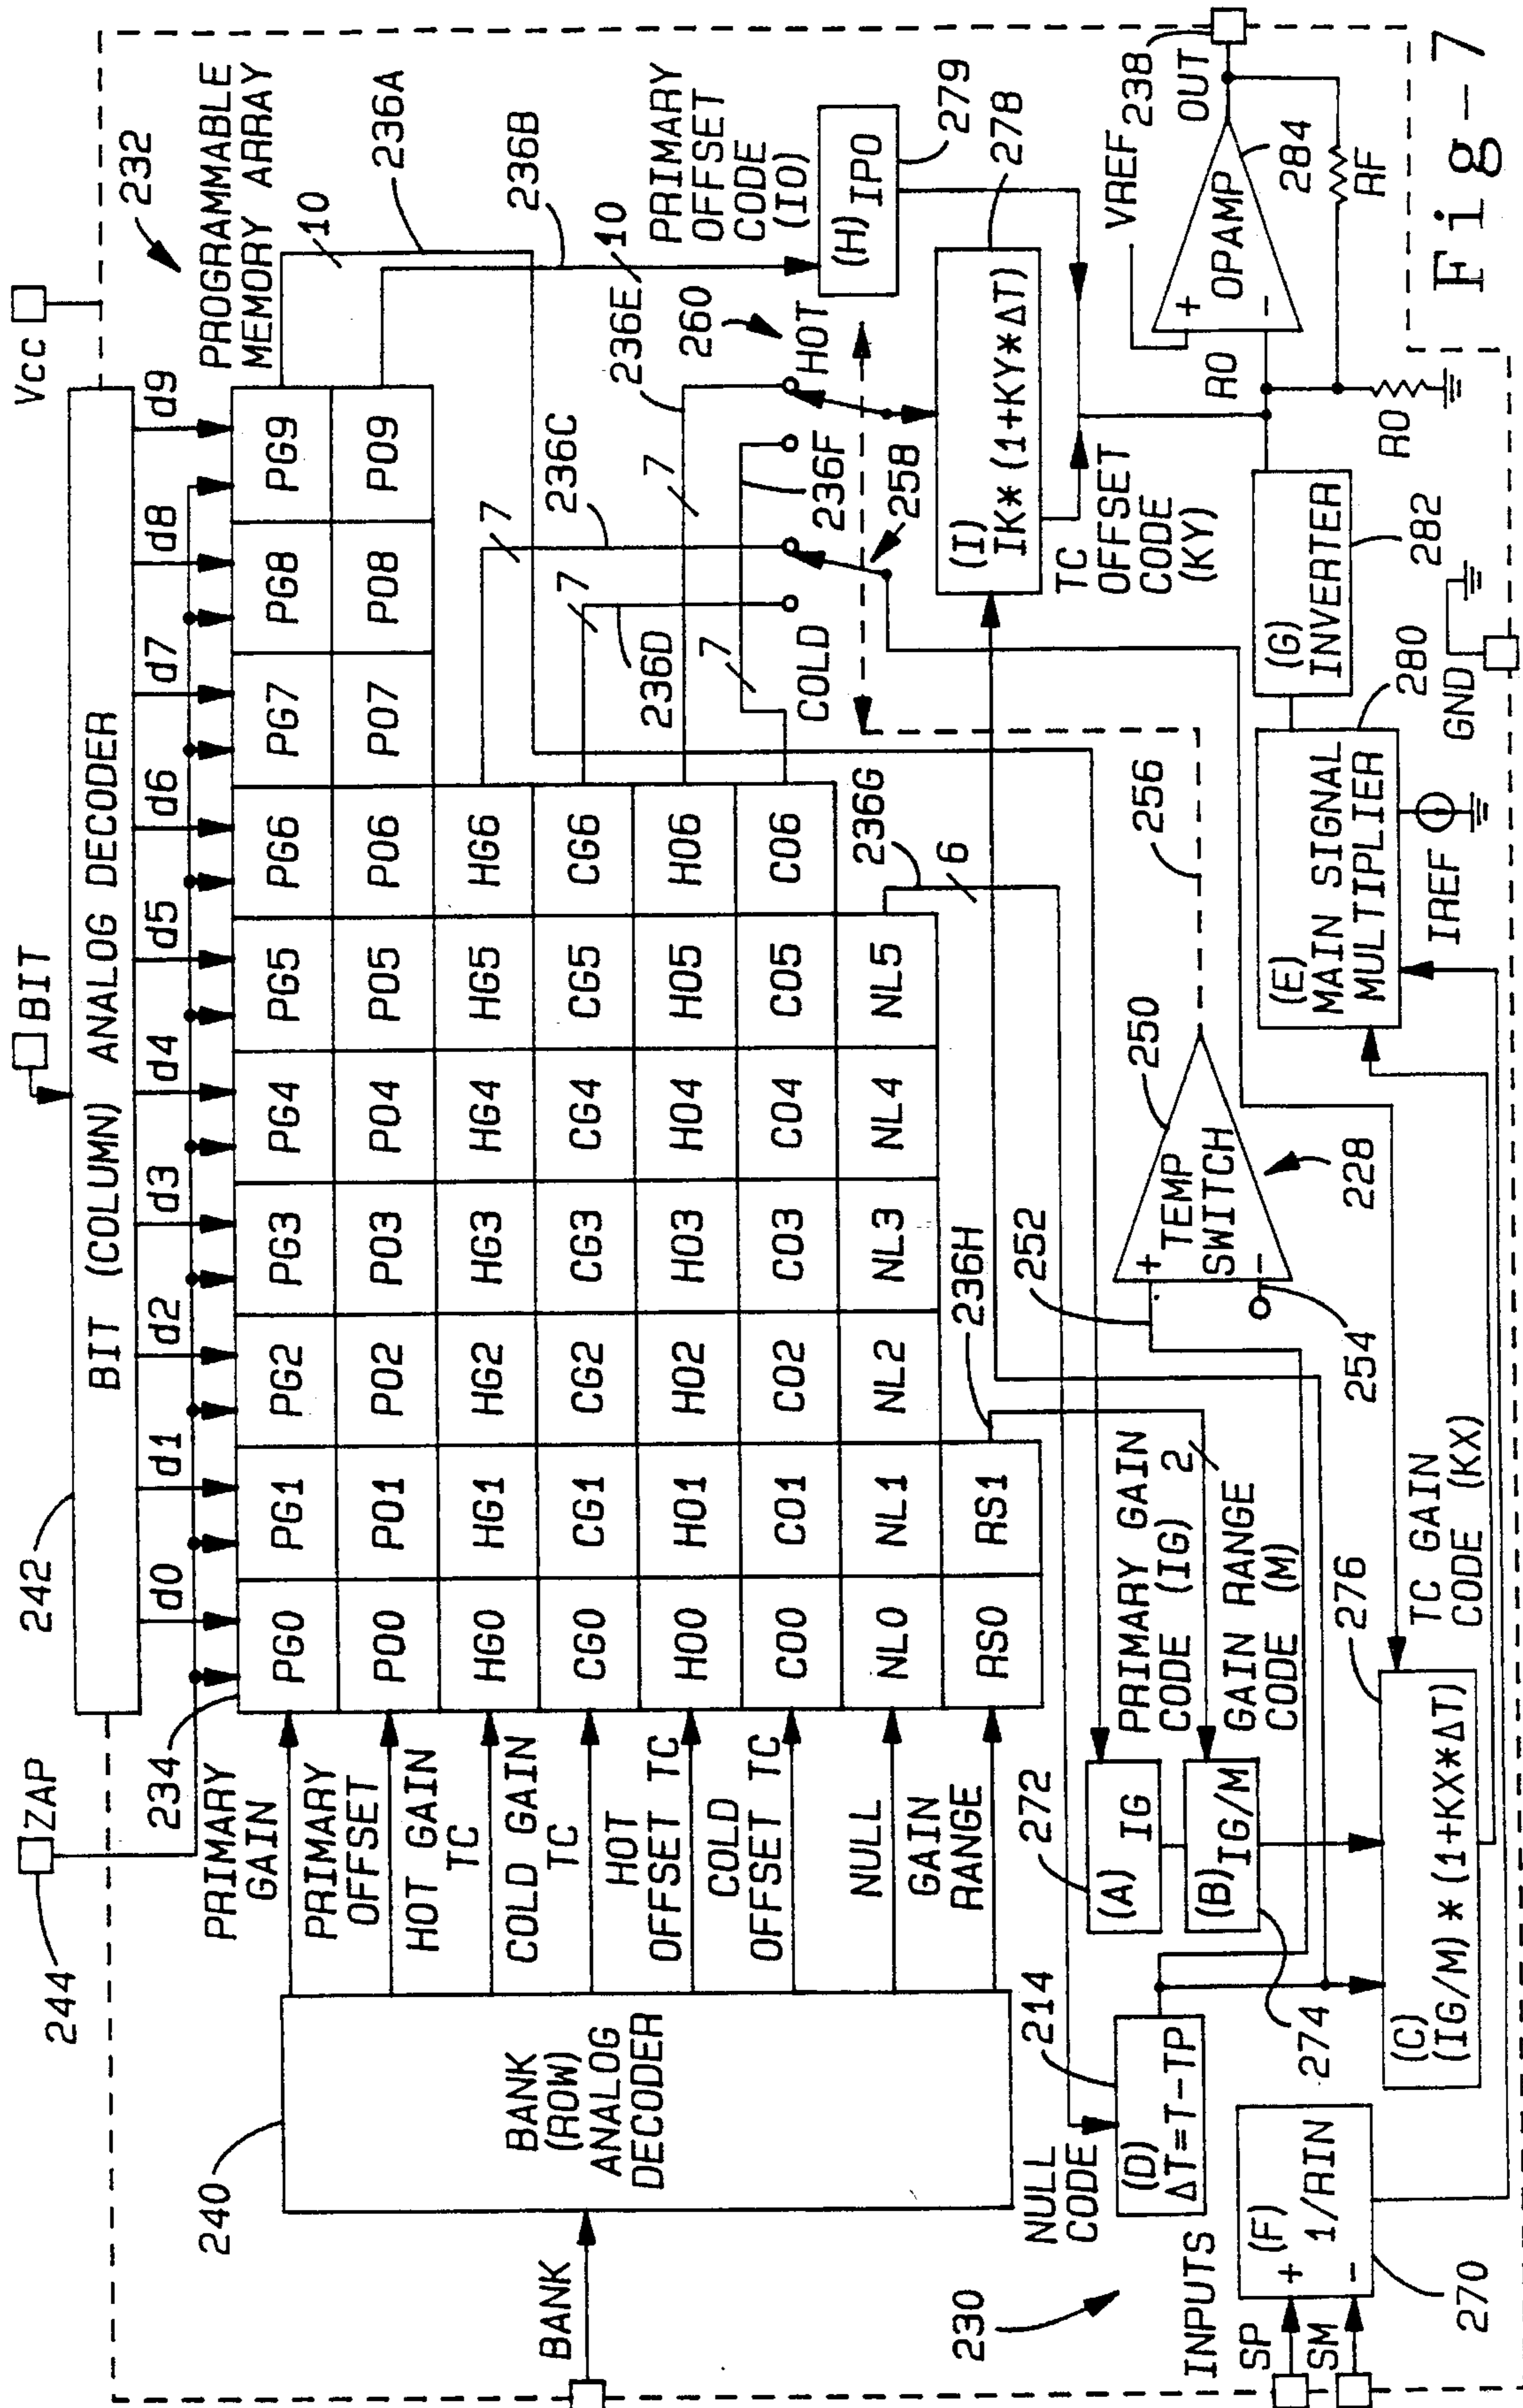 Vcc
BIT
ZAP
244
242
BIT (COLUMN) ANALOG DECODER
d0 d1 d2 d3 d4 d5 d6 d7 d8 d9
232
PROGRAMMABLE
MEMORY ARRAY
234
240
BANK
BANK
(ROW)
ANALOG
DECODER
PRIMARY
GAIN
PRIMARY
OFFSET
HOT GAIN
TC
COLD GAIN
TC
HOT
OFFSET TC
COLD
OFFSET TC
NULL
GAIN
RANGE
PG0 PG1 PG2 PG3 PG4 PG5 PG6 PG7 PG8 PG9
PO0 PO1 PO2 PO3 PO4 PO5 PO6 PO7 PO8 PO9
HG0 HG1 HG2 HG3 HG4 HG5 HG6
CG0 CG1 CG2 CG3 CG4 CG5 CG6
HO0 HO1 HO2 HO3 HO4 HO5 HO6
CO0 CO1 CO2 CO3 CO4 CO5 CO6
NL0 NL1 NL2 NL3 NL4 NL5
RS0 RS1
10
236A
236B
10
236C
7
236D
7
236E
7
236F
7
236G
6
236H
2
PRIMARY
OFFSET
CODE
(IO)
260
HOT
COLD
258
(H) IPO
279
(I)
IK*(1+KY*ΔT)
278
TC
OFFSET
CODE
(KY)
256
250
TEMP
SWITCH
+
-
228
252
254
NULL
CODE
214
(D)
ΔT=T-TP
272
(A) IG
PRIMARY GAIN
CODE (IG)
(B) IG/M
274
GAIN RANGE
CODE (M)
276
(C)
(IG/M)*(1+KX*ΔT)
TC GAIN
CODE (KX)
230
INPUTS
SP
SM
+ (F)
1/RIN
-
270
(E)
MAIN SIGNAL
MULTIPLIER
280
IREF
GND
(G)
INVERTER
282
RO
RO
VREF
+
OPAMP
-
284
RF
238
OUT
Fig-7